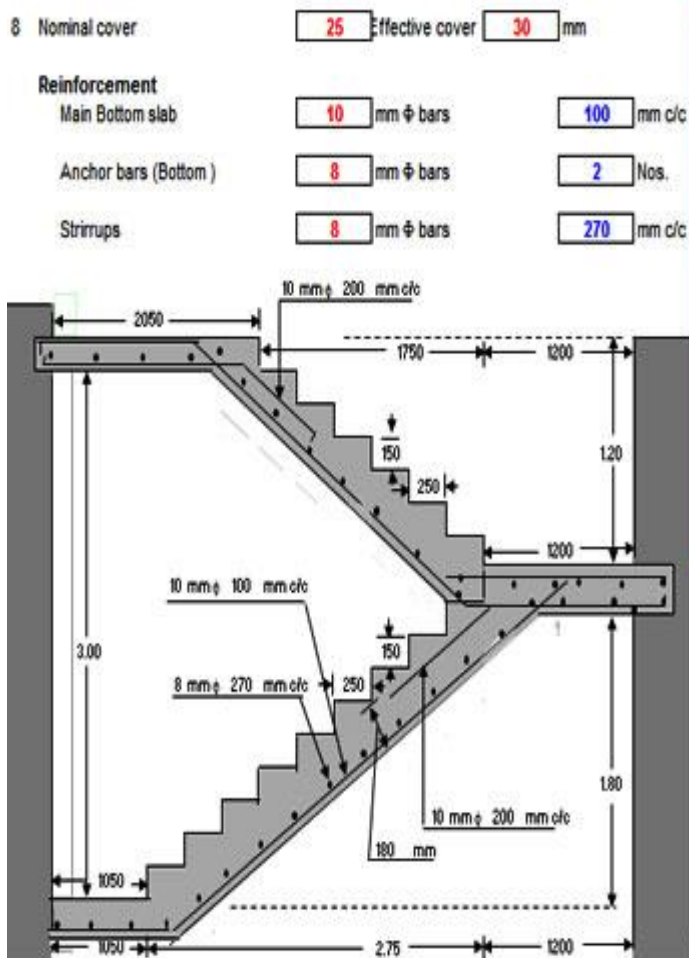 8 Nominal cover 25 Effective cover 30 mm
Reinforcement
Main Bottom slab 10 mm Φ bars 100 mm c/c
Anchor bars (Bottom ) 8 mm Φ bars 2 Nos.
Strirrups 8 mm Φ bars 270 mm c/c
10 mm ϕ 200 mm c/c
2050
1750
1200
150
1.20
250
1200
10 mm ϕ 100 mm c/c
3.00
150
8 mm ϕ 270 mm c/c
250
1.80
10 mm ϕ 200 mm c/c
180 mm
1050
1050
2.75
1200